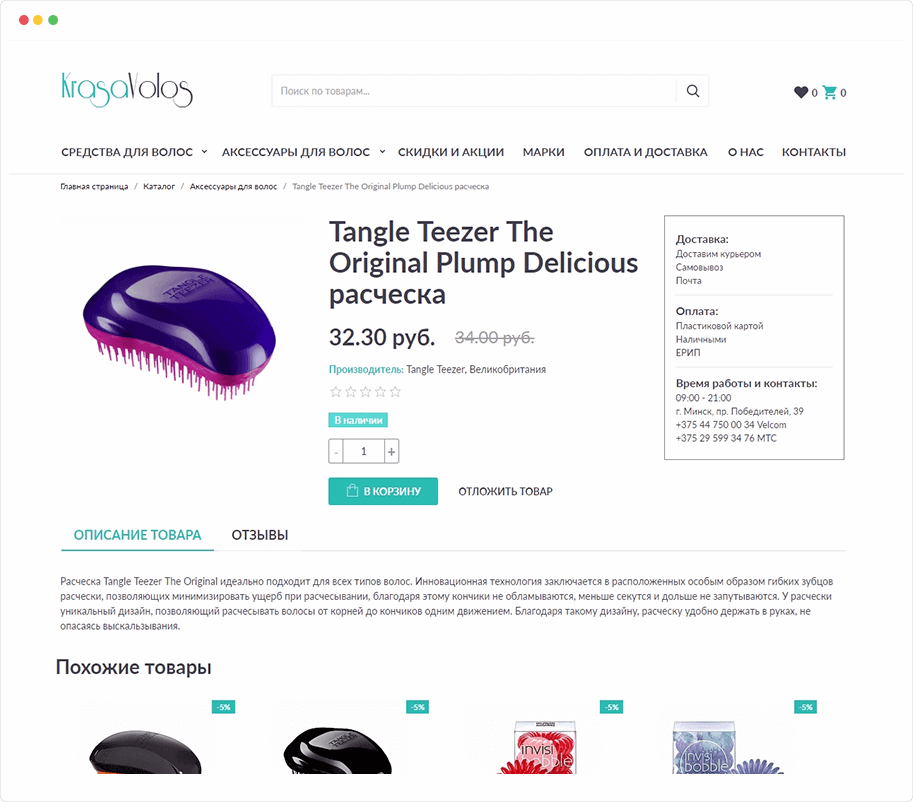 KrasaVolos
Поиск по товарам...
0 0
СРЕДСТВА ДЛЯ ВОЛОС АКСЕССУАРЫ ДЛЯ ВОЛОС СКИДКИ И АКЦИИ МАРКИ ОПЛАТА И ДОСТАВКА О НАС КОНТАКТЫ
Главная страница / Каталог / Аксессуары для волос / Tangle Teezer The Original Plump Delicious расческа
TANGLE
TEEZER
Tangle Teezer The
Original Plump Delicious
расческа
32.30 руб. 34.00 руб.
Производитель: Tangle Teezer, Великобритания
В наличии
- 1 +
В КОРЗИНУ ОТЛОЖИТЬ ТОВАР
Доставка:
Доставим курьером
Самовывоз
Почта
Оплата:
Пластиковой картой
Наличными
ЕРИП
Время работы и контакты:
09:00 - 21:00
г. Минск, пр. Победителей, 39
+375 44 750 00 34 Velcom
+375 29 599 34 76 МТС
ОПИСАНИЕ ТОВАРА ОТЗЫВЫ
Расческа Tangle Teezer The Original идеально подходит для всех типов волос. Инновационная технология заключается в расположенных особым образом гибких зубцов
расчески, позволяющих минимизировать ущерб при расчесывании, благодаря этому кончики не обламываются, меньше секутся и дольше не запутываются. У расчески
уникальный дизайн, позволяющий расчесывать волосы от корней до кончиков одним движением. Благодаря такому дизайну, расческу удобно держать в руках, не
опасаясь выскальзывания.
Похожие товары
-5% -5% -5% -5%
TANGLE
TEEZER
invisi
bobble
invisi
bobble